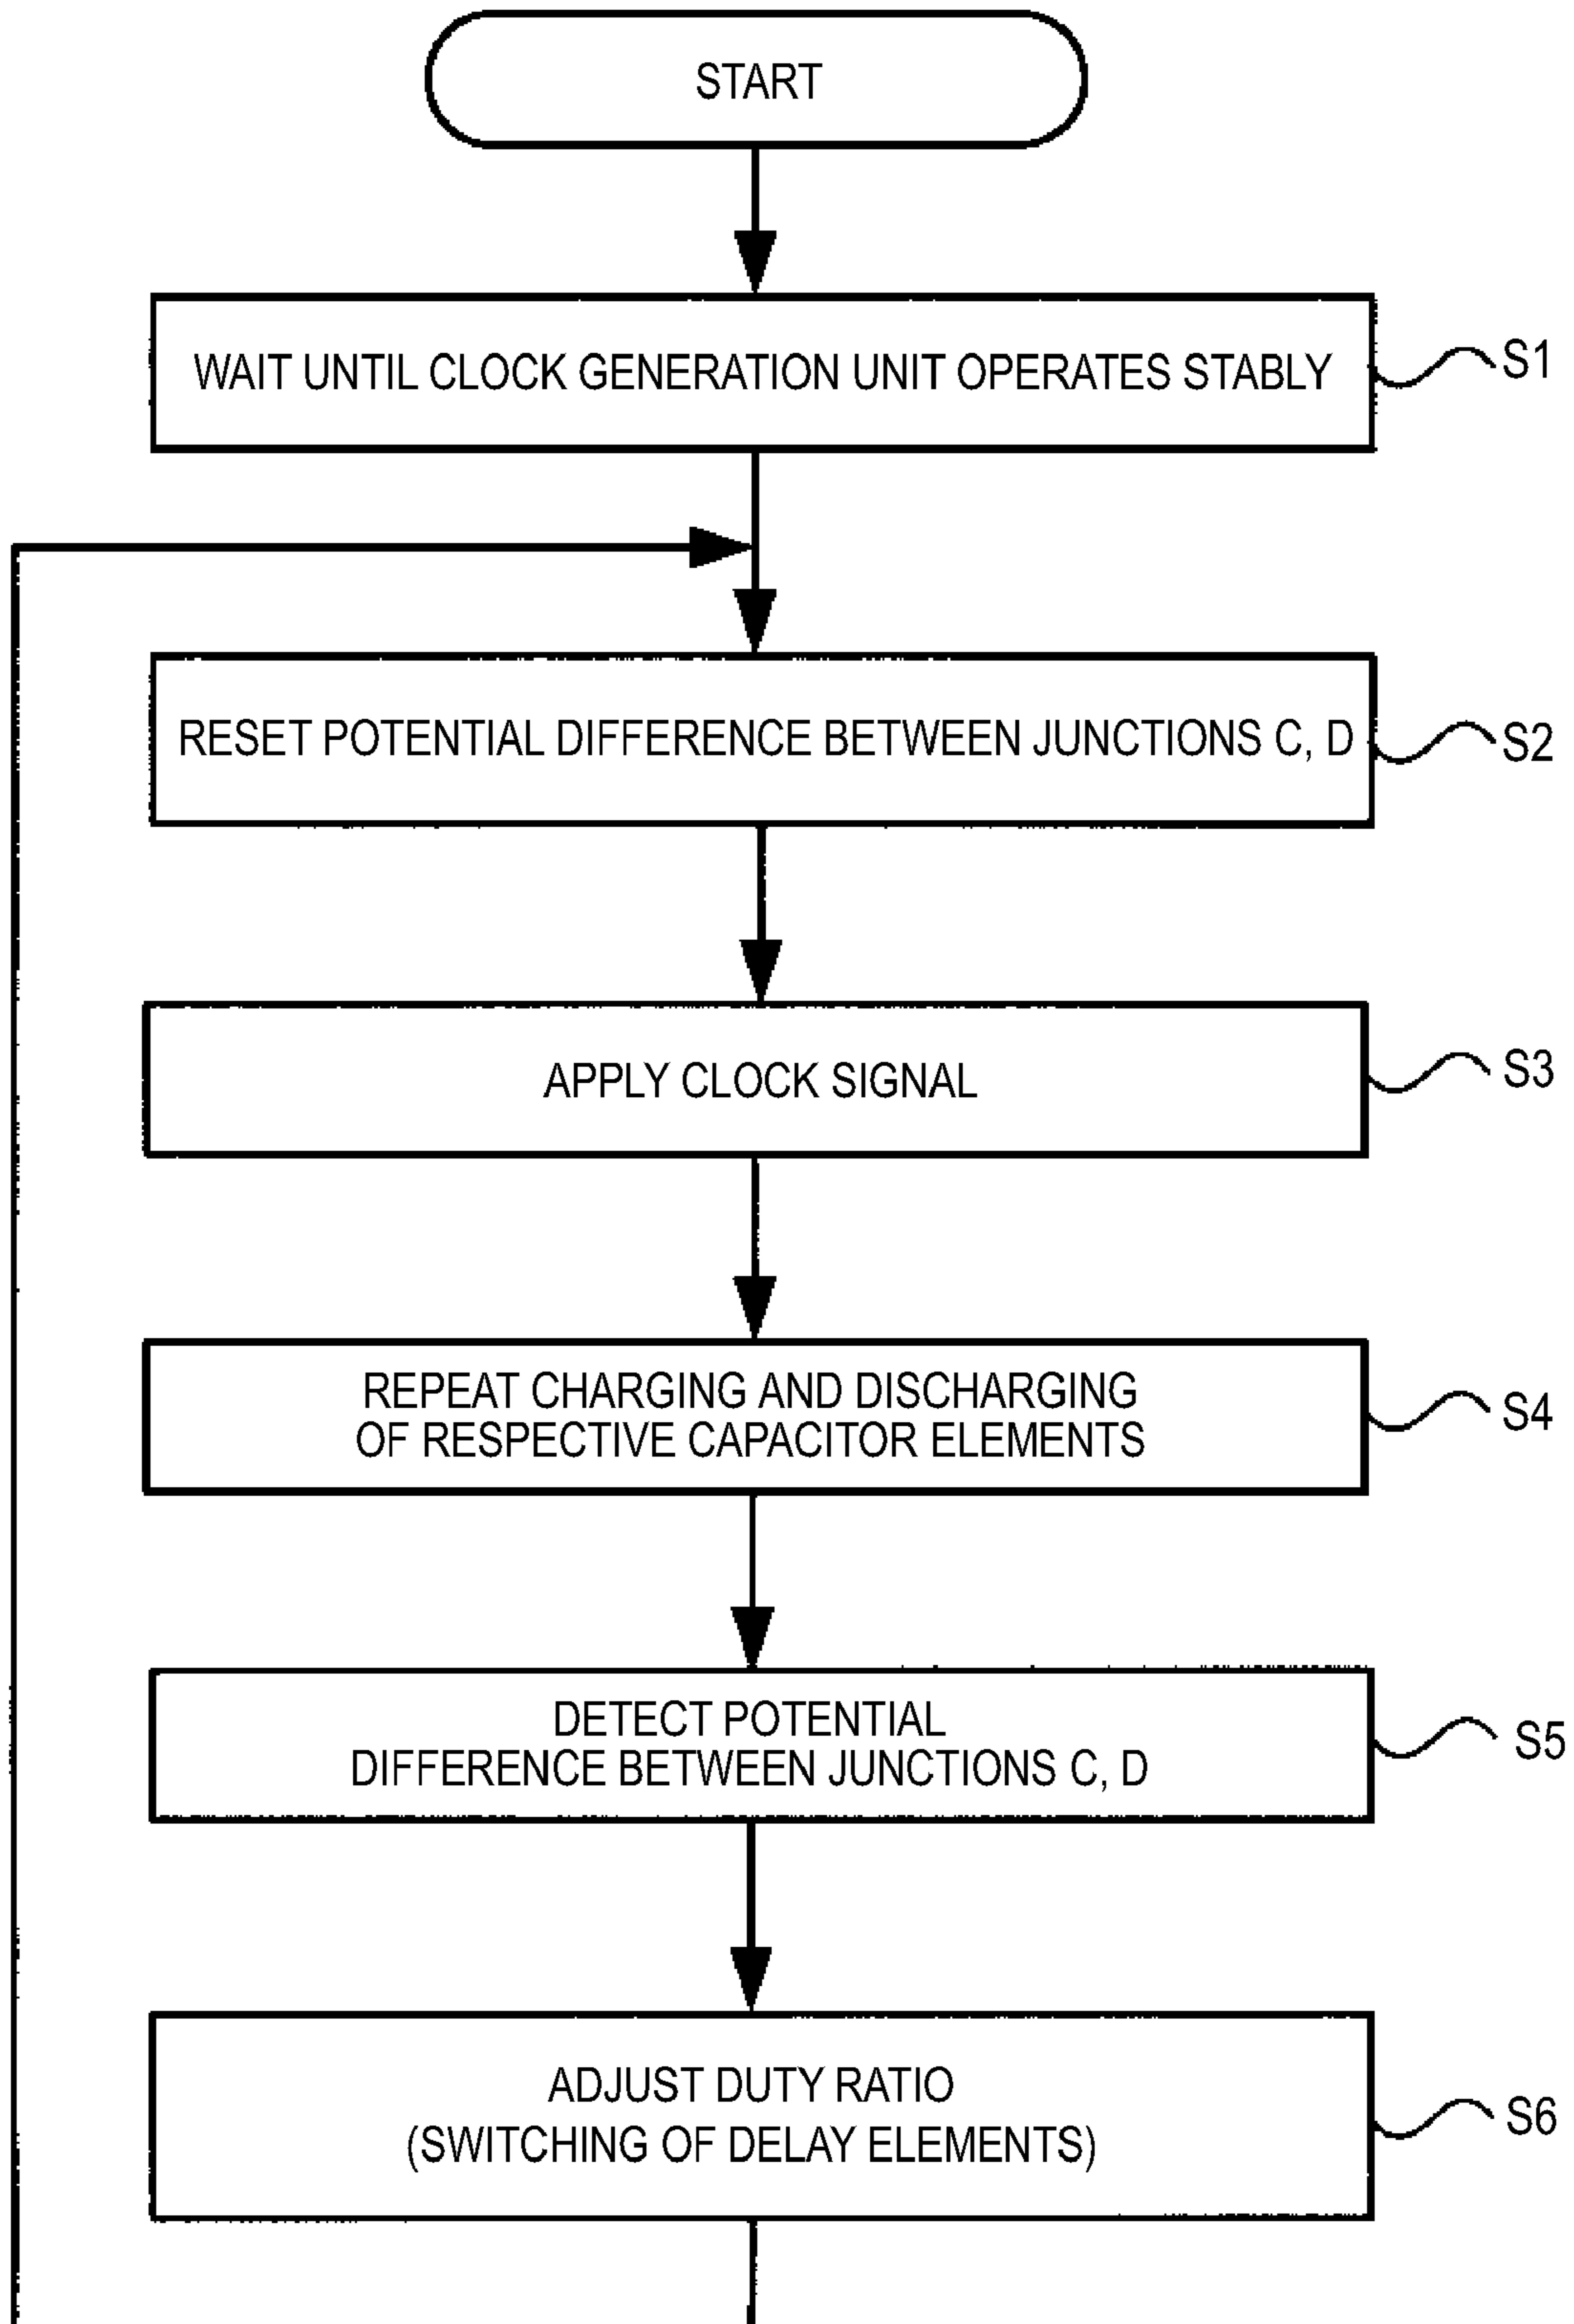 START
WAIT UNTIL CLOCK GENERATION UNIT OPERATES STABLY
S1
RESET POTENTIAL DIFFERENCE BETWEEN JUNCTIONS C, D
S2
APPLY CLOCK SIGNAL
S3
REPEAT CHARGING AND DISCHARGING
OF RESPECTIVE CAPACITOR ELEMENTS
S4
DETECT POTENTIAL
DIFFERENCE BETWEEN JUNCTIONS C, D
S5
ADJUST DUTY RATIO
(SWITCHING OF DELAY ELEMENTS)
S6